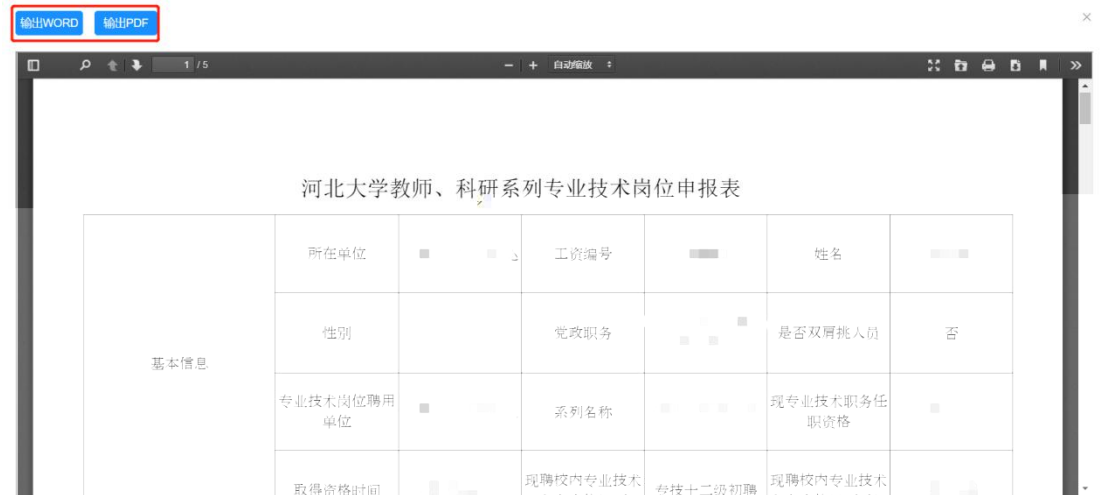 输出WORD 输出PDF
1 / 5 自动缩放
河北大学教师、科研系列专业技术岗位申报表
所在单位 工资编号 姓名
性别 党政职务 是否双肩挑人员 否
基本信息
专业技术岗位聘用 系列名称 现专业技术职务任
单位 职资格
取得资格时间 现聘校内专业技术 专技十二级初聘 现聘校内专业技术